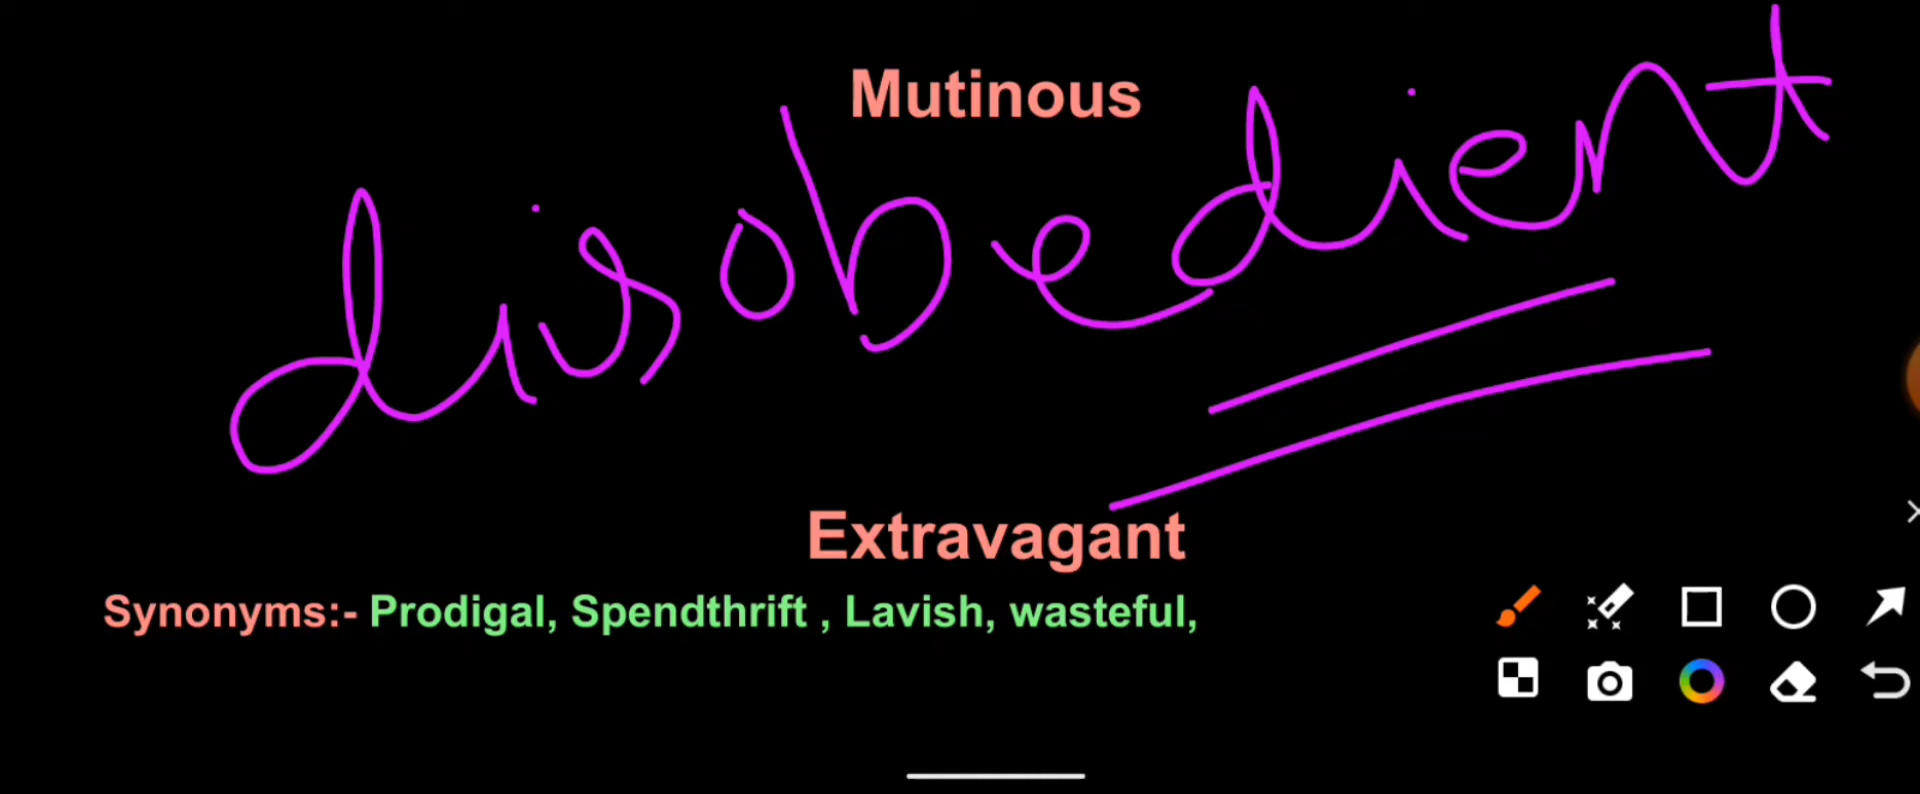 Mutinous
disobedient
Extravagant
Synonyms:- Prodigal, Spendthrift , Lavish, wasteful,